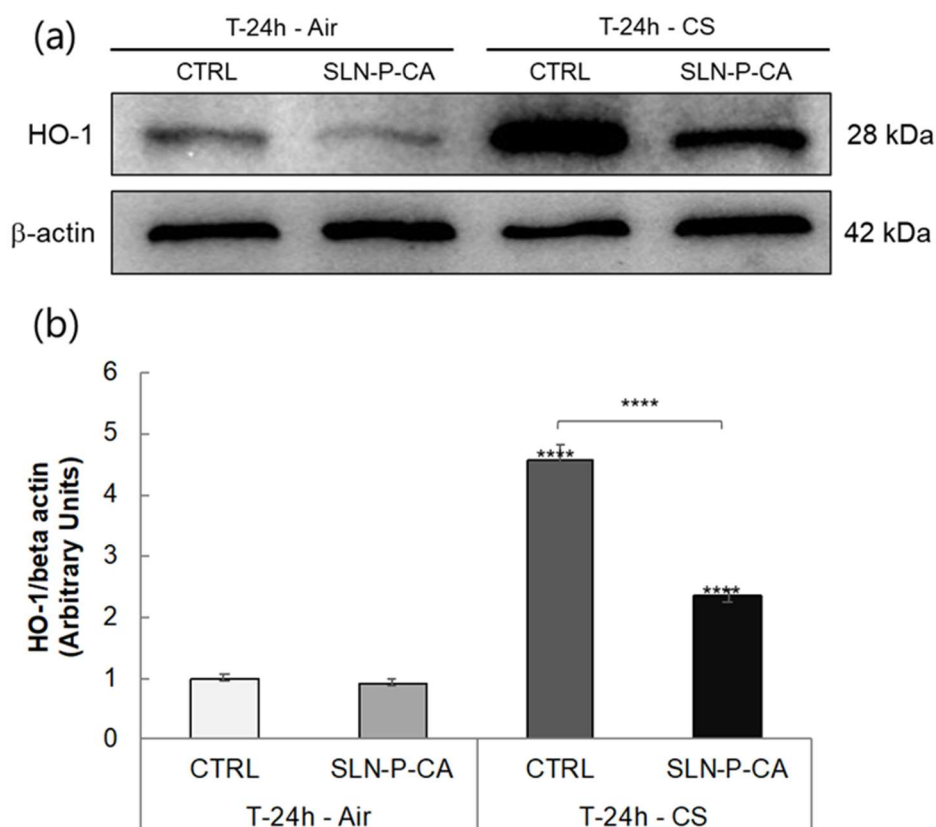 (a)
T-24h - Air T-24h - CS
CTRL SLN-P-CA CTRL SLN-P-CA
HO-1 28 kDa
β-actin 42 kDa
(b)
HO-1/beta actin
(Arbitrary Units)
6
5
4
3
2
1
0
****
****
****
CTRL SLN-P-CA CTRL SLN-P-CA
T-24h - Air T-24h - CS